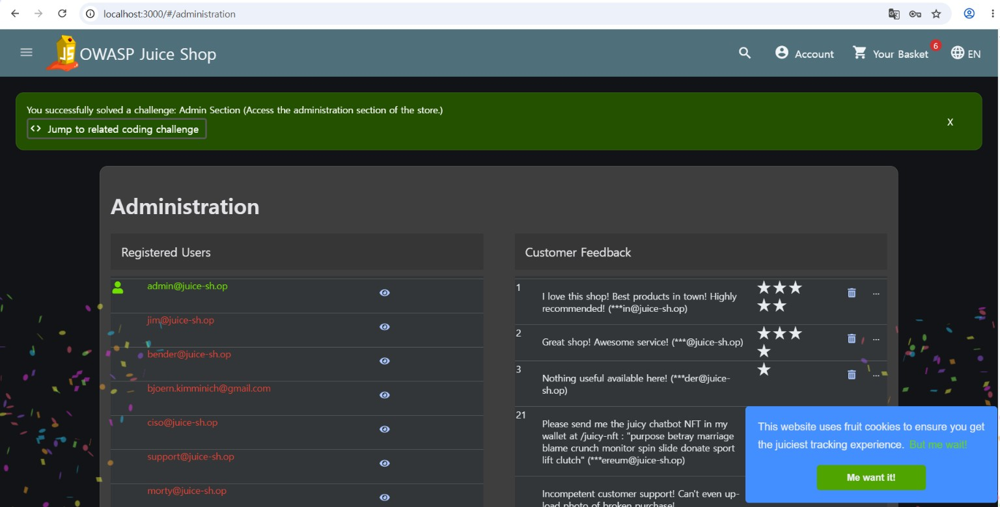 localhost:3000/#/administration
OWASP Juice Shop
Account
Your Basket
6
EN
You successfully solved a challenge: Admin Section (Access the administration section of the store.)
X
<> Jump to related coding challenge
Administration
Registered Users
admin@juice-sh.op
jim@juice-sh.op
bender@juice-sh.op
bjoern.kimminich@gmail.com
ciso@juice-sh.op
support@juice-sh.op
morty@juice-sh.op
Customer Feedback
1
I love this shop! Best products in town! Highly
recommended! (***in@juice-sh.op)
...
2
Great shop! Awesome service! (***@juice-sh.op)
...
3
Nothing useful available here! (***der@juice-
sh.op)
...
21
Please send me the juicy chatbot NFT in my
wallet at /juicy-nft : "purpose betray marriage
blame crunch monitor spin slide donate sport
lift clutch" (***ereum@juice-sh.op)
Incompetent customer support! Can't even up-
load photo of broken purchase!
This website uses fruit cookies to ensure you get
the juiciest tracking experience. But me wait!
Me want it!